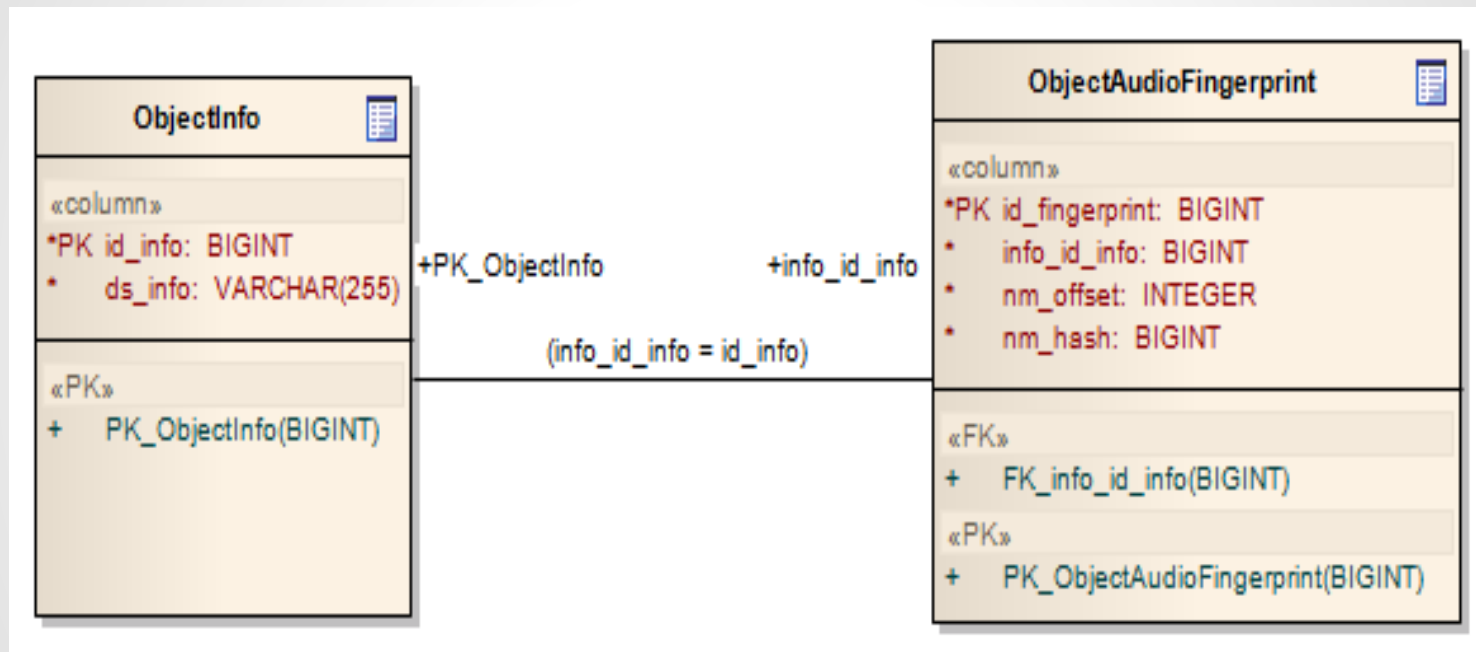 ObjectInfo
«column»
*PK id_info: BIGINT
* ds_info: VARCHAR(255)
«PK»
+ PK_ObjectInfo(BIGINT)
+PK_ObjectInfo
+info_id_info
(info_id_info = id_info)
ObjectAudioFingerprint
«column»
*PK id_fingerprint: BIGINT
* info_id_info: BIGINT
* nm_offset: INTEGER
* nm_hash: BIGINT
«FK»
+ FK_info_id_info(BIGINT)
«PK»
+ PK_ObjectAudioFingerprint(BIGINT)